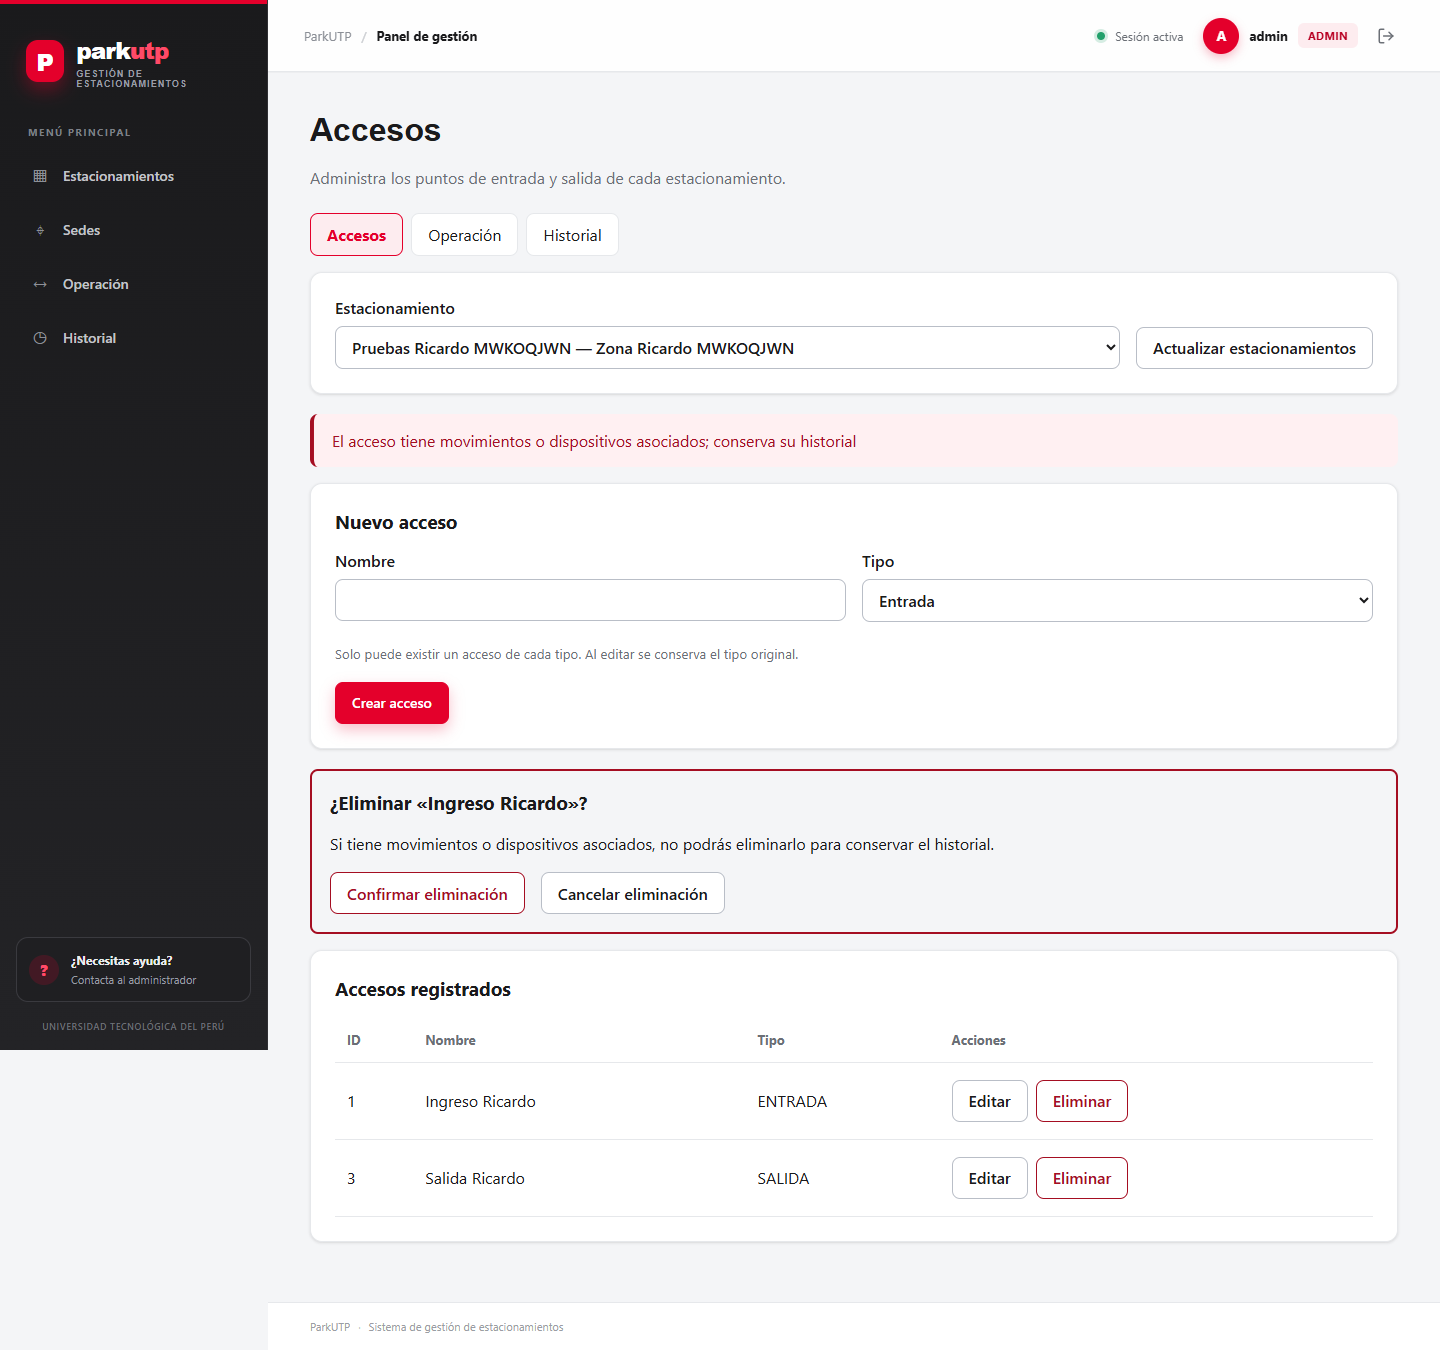 P
parkutp
GESTIÓN DE
ESTACIONAMIENTOS
MENÚ PRINCIPAL
Estacionamientos
Sedes
Operación
Historial
?
¿Necesitas ayuda?
Contacta al administrador
UNIVERSIDAD TECNOLÓGICA DEL PERÚ
ParkUTP / Panel de gestión
Sesión activa
A
admin
ADMIN
Accesos
Administra los puntos de entrada y salida de cada estacionamiento.
Accesos Operación Historial
Estacionamiento
Pruebas Ricardo MWKOQJWN — Zona Ricardo MWKOQJWN
Actualizar estacionamientos
El acceso tiene movimientos o dispositivos asociados; conserva su historial
Nuevo acceso
Nombre Tipo
Entrada
Solo puede existir un acceso de cada tipo. Al editar se conserva el tipo original.
Crear acceso
¿Eliminar «Ingreso Ricardo»?
Si tiene movimientos o dispositivos asociados, no podrás eliminarlo para conservar el historial.
Confirmar eliminación Cancelar eliminación
Accesos registrados
ID Nombre Tipo Acciones
1 Ingreso Ricardo ENTRADA Editar Eliminar
3 Salida Ricardo SALIDA Editar Eliminar
ParkUTP · Sistema de gestión de estacionamientos